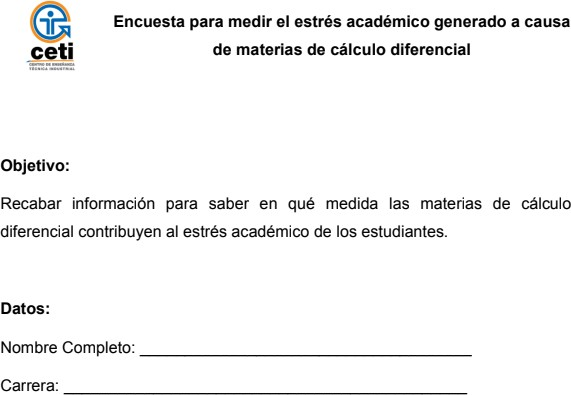 Encuesta para medir el estrés académico generado a causa
de materias de cálculo diferencial
ceti
CENTRO DE ENSEÑANZA
TÉCNICA INDUSTRIAL
Objetivo:
Recabar información para saber en qué medida las materias de cálculo
diferencial contribuyen al estrés académico de los estudiantes.
Datos:
Nombre Completo: ______________________________________
Carrera: ______________________________________________